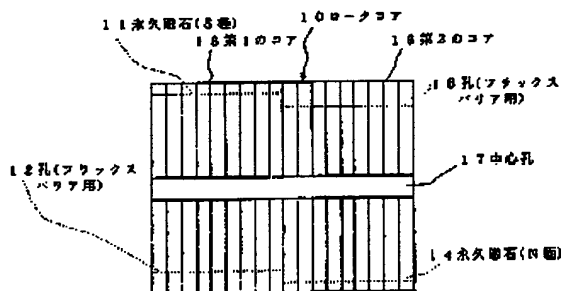 11永久磁石(S極)
15第1のコア
10ロータコア
16第2のコア
13孔(フラックス
バリア用)
12孔(フラックス
バリア用)
17中心孔
14永久磁石(N極)